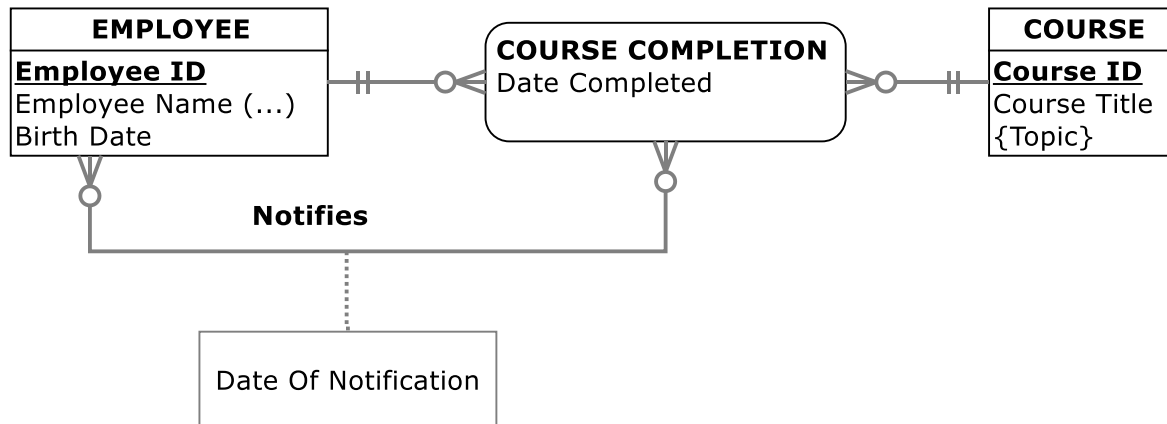 EMPLOYEE
Employee ID
Employee Name (...)
Birth Date
COURSE COMPLETION
Date Completed
COURSE
Course ID
Course Title
{Topic}
Notifies
Date Of Notification